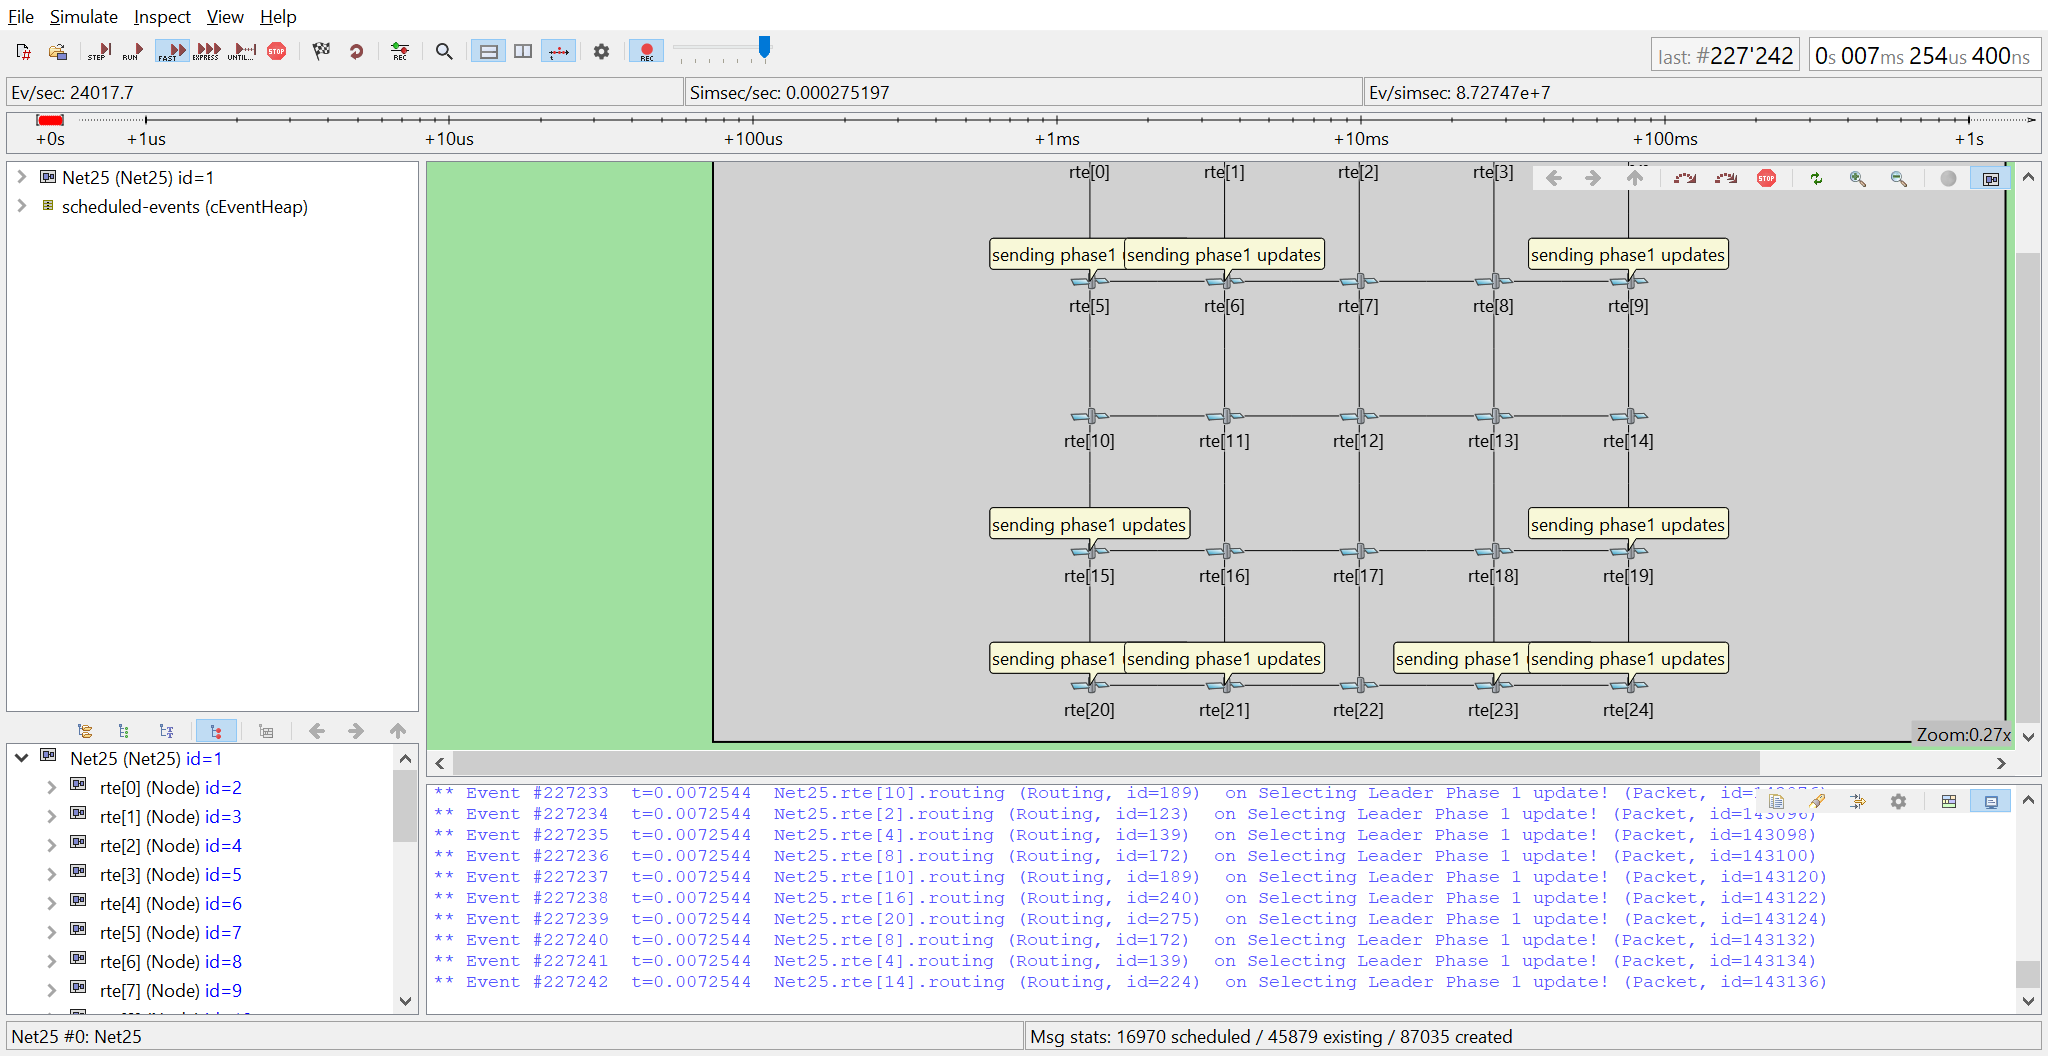 File Simulate Inspect View Help
STEP RUN FAST EXPRESS UNTIL... STOP REC REC
last: #227'242 0s 007ms 254us 400ns
Ev/sec: 24017.7 Simsec/sec: 0.000275197 Ev/simsec: 8.72747e+7
+0s +1us +10us +100us +1ms +10ms +100ms +1s
Net25 (Net25) id=1
scheduled-events (cEventHeap)
rte[0] rte[1] rte[2] rte[3]
STOP
sending phase1 sending phase1 updates sending phase1 updates
rte[5] rte[6] rte[7] rte[8] rte[9]
rte[10] rte[11] rte[12] rte[13] rte[14]
sending phase1 updates sending phase1 updates
rte[15] rte[16] rte[17] rte[18] rte[19]
sending phase1 sending phase1 updates sending phase1 sending phase1 updates
rte[20] rte[21] rte[22] rte[23] rte[24]
Zoom:0.27x
Net25 (Net25) id=1
rte[0] (Node) id=2
rte[1] (Node) id=3
rte[2] (Node) id=4
rte[3] (Node) id=5
rte[4] (Node) id=6
rte[5] (Node) id=7
rte[6] (Node) id=8
rte[7] (Node) id=9
** Event #227233 t=0.0072544 Net25.rte[10].routing (Routing, id=189) on Selecting Leader Phase 1 update! (Packet,
** Event #227234 t=0.0072544 Net25.rte[2].routing (Routing, id=123) on Selecting Leader Phase 1 update! (Packet, id=143096)
** Event #227235 t=0.0072544 Net25.rte[4].routing (Routing, id=139) on Selecting Leader Phase 1 update! (Packet, id=143098)
** Event #227236 t=0.0072544 Net25.rte[8].routing (Routing, id=172) on Selecting Leader Phase 1 update! (Packet, id=143100)
** Event #227237 t=0.0072544 Net25.rte[10].routing (Routing, id=189) on Selecting Leader Phase 1 update! (Packet, id=143120)
** Event #227238 t=0.0072544 Net25.rte[16].routing (Routing, id=240) on Selecting Leader Phase 1 update! (Packet, id=143122)
** Event #227239 t=0.0072544 Net25.rte[20].routing (Routing, id=275) on Selecting Leader Phase 1 update! (Packet, id=143124)
** Event #227240 t=0.0072544 Net25.rte[8].routing (Routing, id=172) on Selecting Leader Phase 1 update! (Packet, id=143132)
** Event #227241 t=0.0072544 Net25.rte[4].routing (Routing, id=139) on Selecting Leader Phase 1 update! (Packet, id=143134)
** Event #227242 t=0.0072544 Net25.rte[14].routing (Routing, id=224) on Selecting Leader Phase 1 update! (Packet, id=143136)
Net25 #0: Net25 Msg stats: 16970 scheduled / 45879 existing / 87035 created